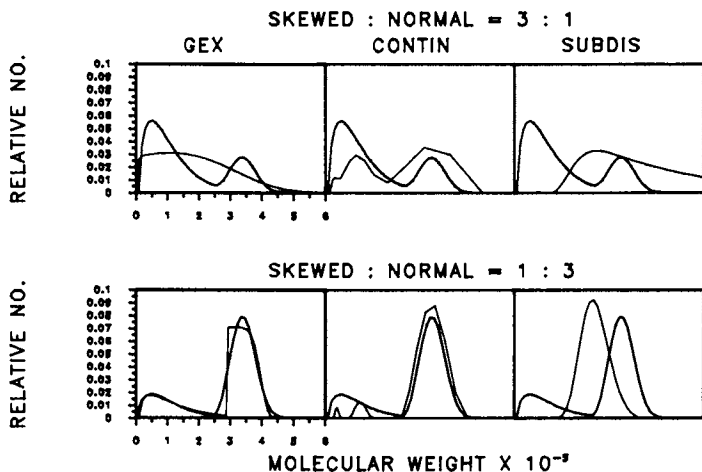 SKEWED : NORMAL = 3 : 1
GEX CONTIN SUBDIS
RELATIVE NO.
0.1
0.09
0.08
0.07
0.06
0.05
0.04
0.03
0.02
0.01
0
0 1 2 3 4 5 6
SKEWED : NORMAL = 1 : 3
RELATIVE NO.
0.1
0.09
0.08
0.07
0.06
0.05
0.04
0.03
0.02
0.01
0
0 1 2 3 4 5 6
MOLECULAR WEIGHT X 10⁻⁵